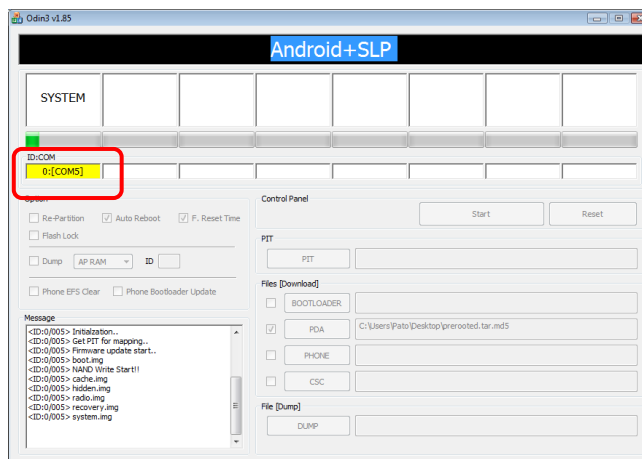 Odin3 v1.85
Android+SLP
SYSTEM
ID:COM
0:[COM5]
Option
Re-Partition Auto Reboot F. Reset Time
Flash Lock
Dump AP RAM ID
Phone EFS Clear Phone Bootloader Update
Message
<ID:0/005> Initialzation..
<ID:0/005> Get PIT for mapping..
<ID:0/005> Firmware update start..
<ID:0/005> boot.img
<ID:0/005> NAND Write Start!!
<ID:0/005> cache.img
<ID:0/005> hidden.img
<ID:0/005> radio.img
<ID:0/005> recovery.img
<ID:0/005> system.img
Control Panel
Start Reset
PIT
PIT
Files [Download]
BOOTLOADER
PDA C:\Users\Pato\Desktop\prerooted.tar.md5
PHONE
CSC
File [Dump]
DUMP